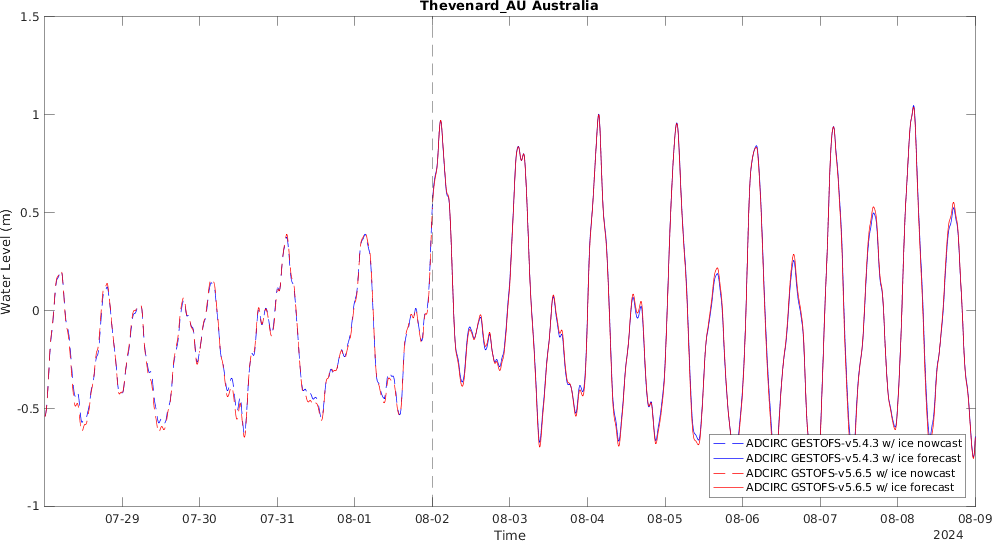 Thevenard_AU Australia
1.5
1
0.5
0
-0.5
-1
Water Level (m)
ADCIRC GESTOFS-v5.4.3 w/ ice nowcast
ADCIRC GESTOFS-v5.4.3 w/ ice forecast
ADCIRC GSTOFS-v5.6.5 w/ ice nowcast
ADCIRC GSTOFS-v5.6.5 w/ ice forecast
07-29 07-30 07-31 08-01 08-02 08-03 08-04 08-05 08-06 08-07 08-08 08-09
Time
2024